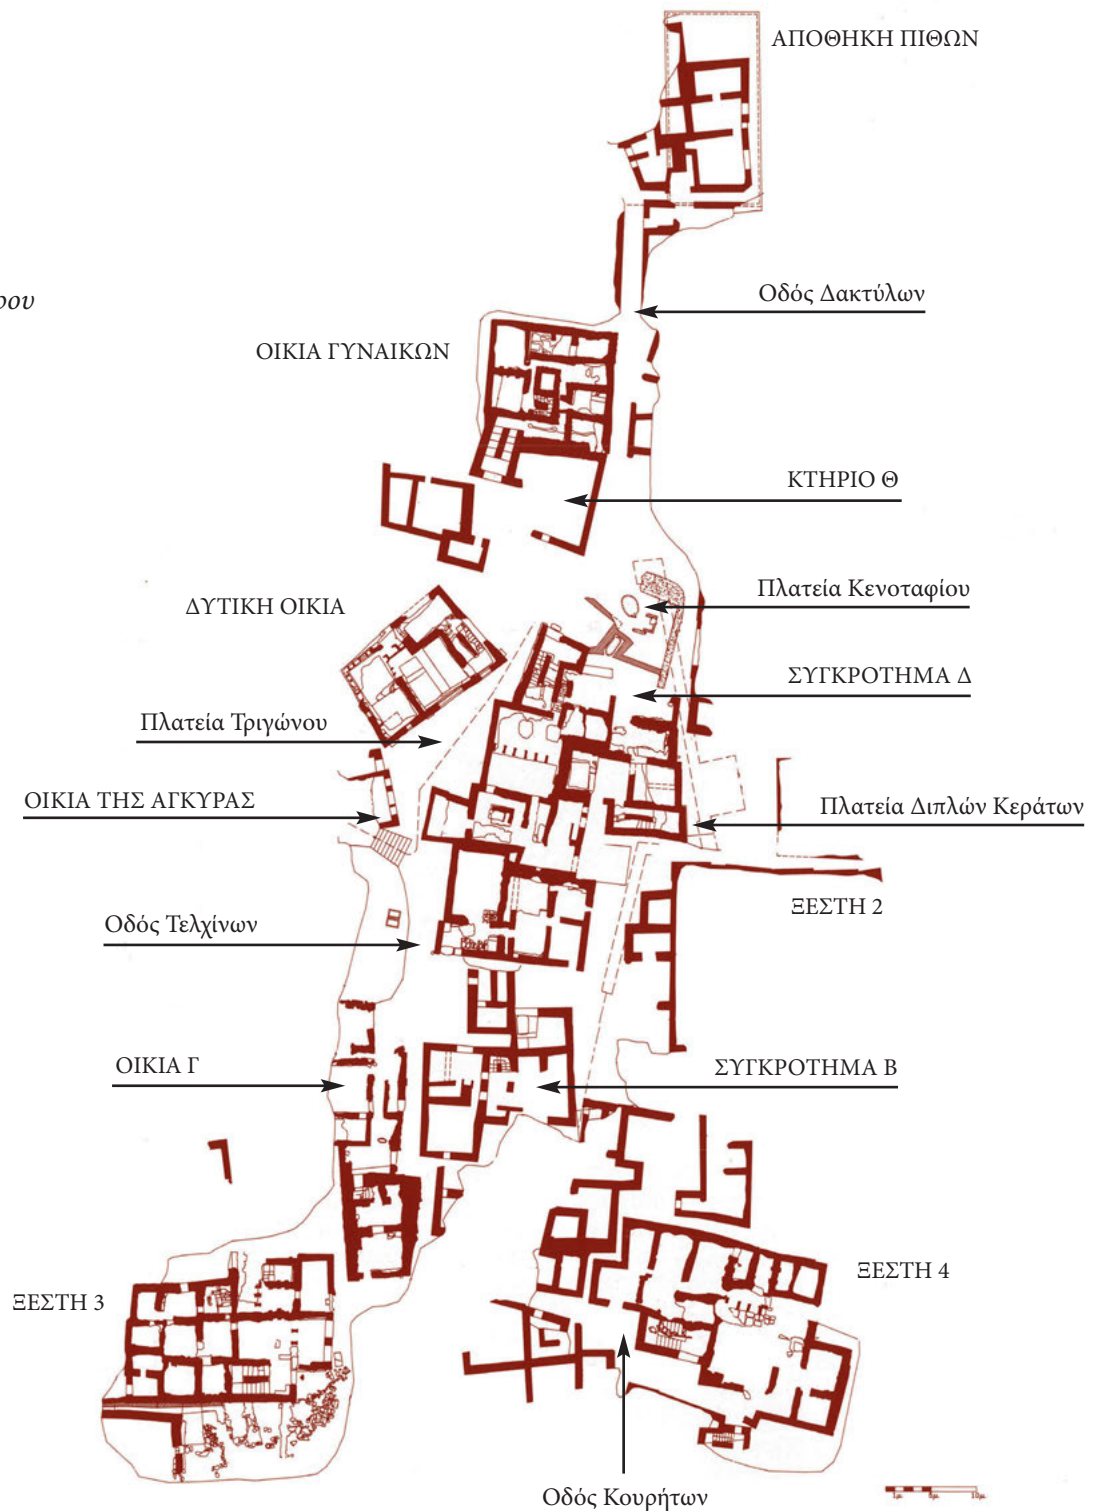 ΑΠΟΘΗΚΗ ΠΙΘΩΝ
Οδός Δακτύλων
ΟΙΚΙΑ ΓΥΝΑΙΚΩΝ
ΚΤΗΡΙΟ Θ
Πλατεία Κενοταφίου
ΔΥΤΙΚΗ ΟΙΚΙΑ
ΣΥΓΚΡΟΤΗΜΑ Δ
Πλατεία Τριγώνου
ΟΙΚΙΑ ΤΗΣ ΑΓΚΥΡΑΣ
Πλατεία Διπλών Κεράτων
ΞΕΣΤΗ 2
Οδός Τελχίνων
ΟΙΚΙΑ Γ
ΣΥΓΚΡΟΤΗΜΑ Β
ΞΕΣΤΗ 4
ΞΕΣΤΗ 3
Οδός Κουρήτων